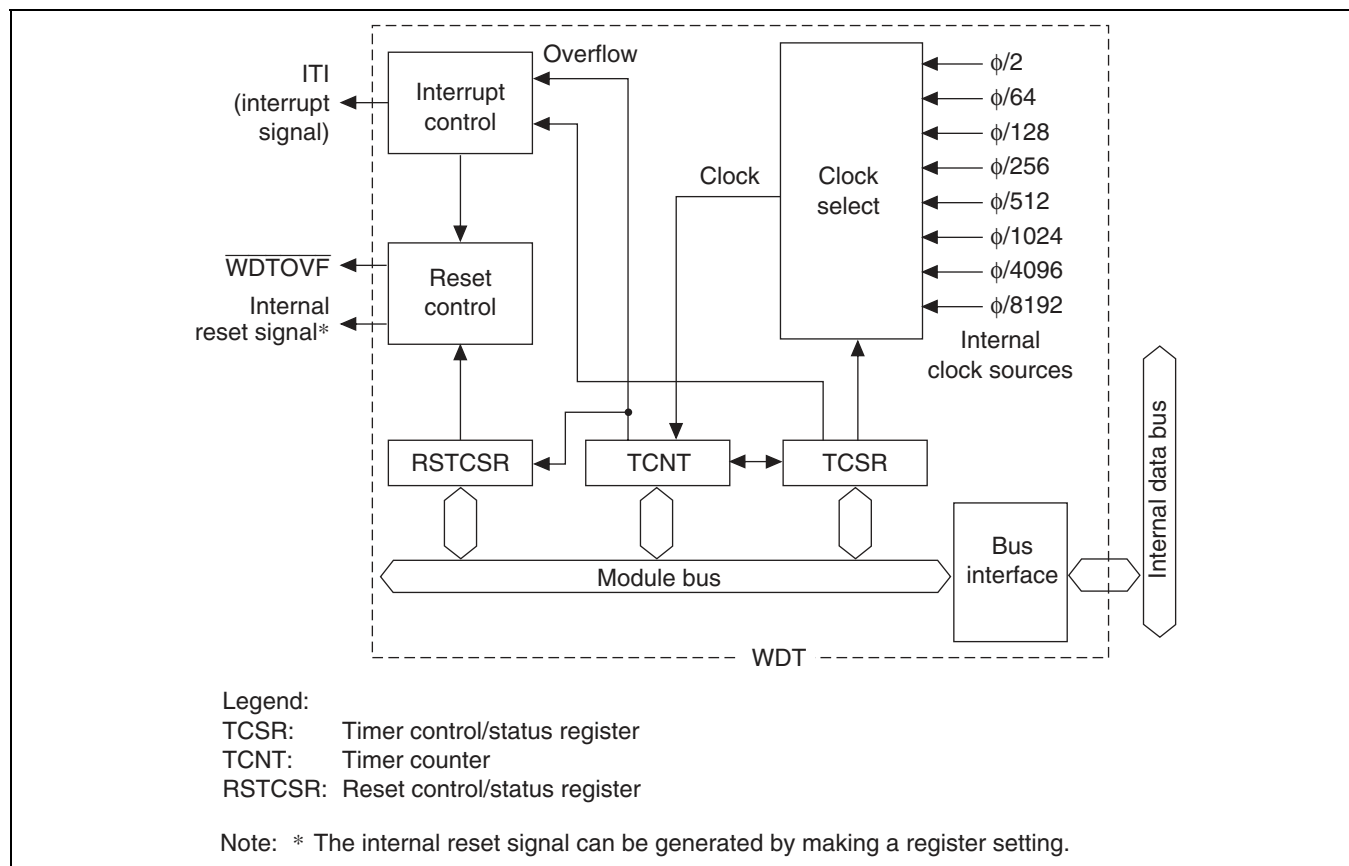 Overflow
ITI
(interrupt
signal)
Interrupt
control
Clock
Clock
select
ϕ/2
ϕ/64
ϕ/128
ϕ/256
ϕ/512
ϕ/1024
ϕ/4096
ϕ/8192
Internal
clock sources
WDTOVF
Internal
reset signal*
Reset
control
RSTCSR
TCNT
TCSR
Module bus
Bus
interface
Internal data bus
WDT
Legend:
TCSR: Timer control/status register
TCNT: Timer counter
RSTCSR: Reset control/status register
Note: * The internal reset signal can be generated by making a register setting.